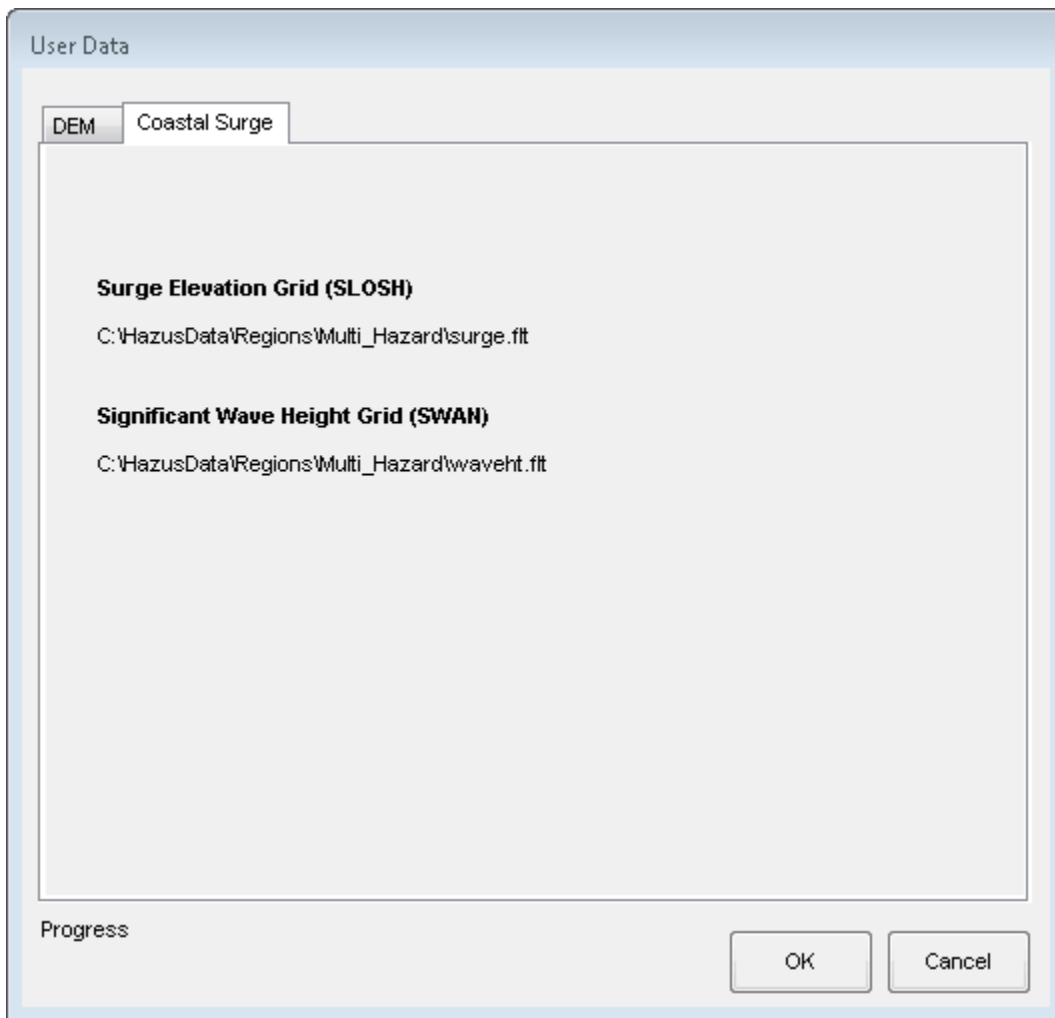 User Data
DEM
Coastal Surge
Surge Elevation Grid (SLOSH)
C:\HazusData\Regions\Multi_Hazard\surge.flt
Significant Wave Height Grid (SWAN)
C:\HazusData\Regions\Multi_Hazard\waveht.flt
Progress
OK
Cancel